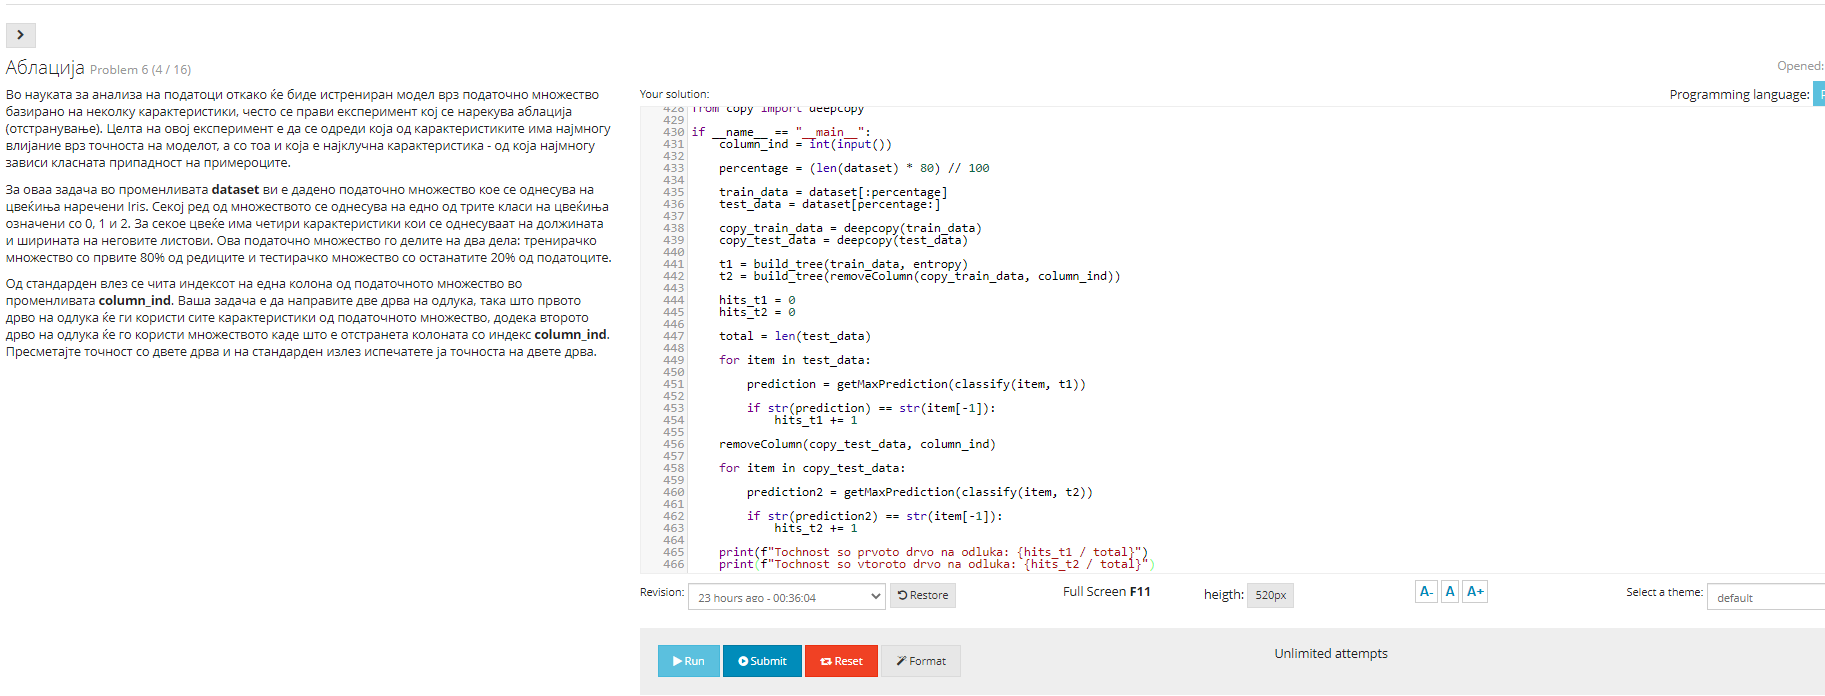 Аблација Problem 6 (4 / 16)
Opened:
Во науката за анализа на податоци откако ќе биде истрениран модел врз податочно множество
базирано на неколку карактеристики, често се прави експеримент кој се нарекува аблација
(отстранување). Целта на овој експеримент е да се одреди која од карактеристиките има најмногу
влијание врз точноста на моделот, а со тоа и која е најклучна карактеристика - од која најмногу
зависи класната припадност на примероците.
За оваа задача во променливата dataset ви е дадено податочно множество кое се однесува на
цвеќиња наречени Iris. Секој ред од множеството се однесува на едно од трите класи на цвеќиња
означени со 0, 1 и 2. За секое цвеќе има четири карактеристики кои се однесуваат на должината
и ширината на неговите листови. Ова податочно множество го делите на два дела: тренирачко
множество со првите 80% од редиците и тестирачко множество со останатите 20% од податоците.
Од стандарден влез се чита индексот на една колона од податочното множество во
променливата column_ind. Ваша задача е да направите две дрва на одлука, така што првото
дрво на одлука ќе ги користи сите карактеристики од податочното множество, додека второто
дрво на одлука ќе го користи множеството каде што е отстранета колоната со индекс column_ind.
Пресметајте точност со двете дрва и на стандарден излез испечатете ја точноста на двете дрва.
Your solution:
Programming language:
428 from copy import deepcopy
429
430 if __name__ == "__main__":
431     column_ind = int(input())
432
433     percentage = (len(dataset) * 80) // 100
434
435     train_data = dataset[:percentage]
436     test_data = dataset[percentage:]
437
438     copy_train_data = deepcopy(train_data)
439     copy_test_data = deepcopy(test_data)
440
441     t1 = build_tree(train_data, entropy)
442     t2 = build_tree(removeColumn(copy_train_data, column_ind))
443
444     hits_t1 = 0
445     hits_t2 = 0
446
447     total = len(test_data)
448
449     for item in test_data:
450
451         prediction = getMaxPrediction(classify(item, t1))
452
453         if str(prediction) == str(item[-1]):
454             hits_t1 += 1
455
456     removeColumn(copy_test_data, column_ind)
457
458     for item in copy_test_data:
459
460         prediction2 = getMaxPrediction(classify(item, t2))
461
462         if str(prediction2) == str(item[-1]):
463             hits_t2 += 1
464
465     print(f"Tochnost so prvoto drvo na odluka: {hits_t1 / total}")
466     print(f"Tochnost so vtoroto drvo na odluka: {hits_t2 / total}")
Revision: 23 hours ago - 00:36:04 Restore Full Screen F11 heigth: 520px A- A A+ Select a theme: default
Run Submit Reset Format Unlimited attempts